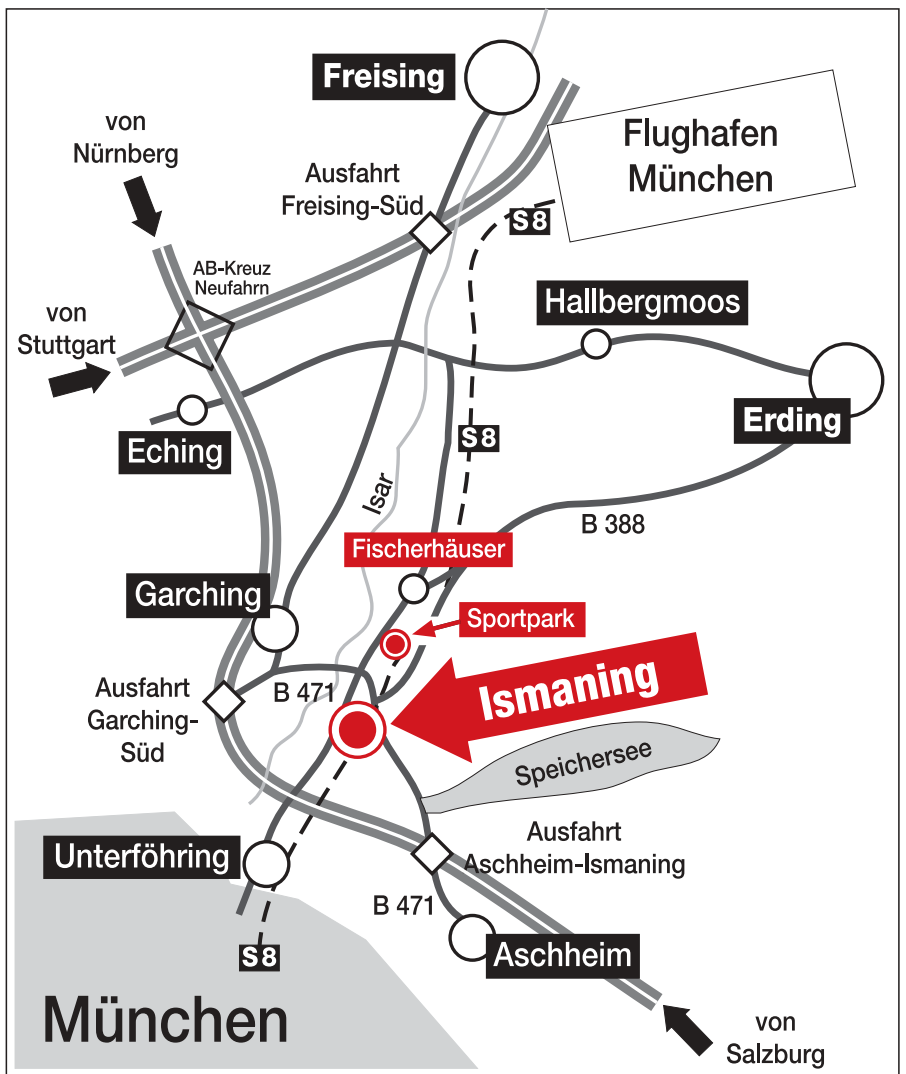 Freising
von
Nürnberg
Flughafen
München
Ausfahrt
Freising-Süd
S8
AB-Kreuz
Neufahrn
Hallbergmoos
von
Stuttgart
Erding
Eching
S8
Isar
B 388
Fischerhäuser
Garching
Sportpark
Ismaning
Ausfahrt
Garching-
Süd
B 471
Speichersee
Ausfahrt
Aschheim-Ismaning
Unterföhring
B 471
S8
Aschheim
München
von
Salzburg